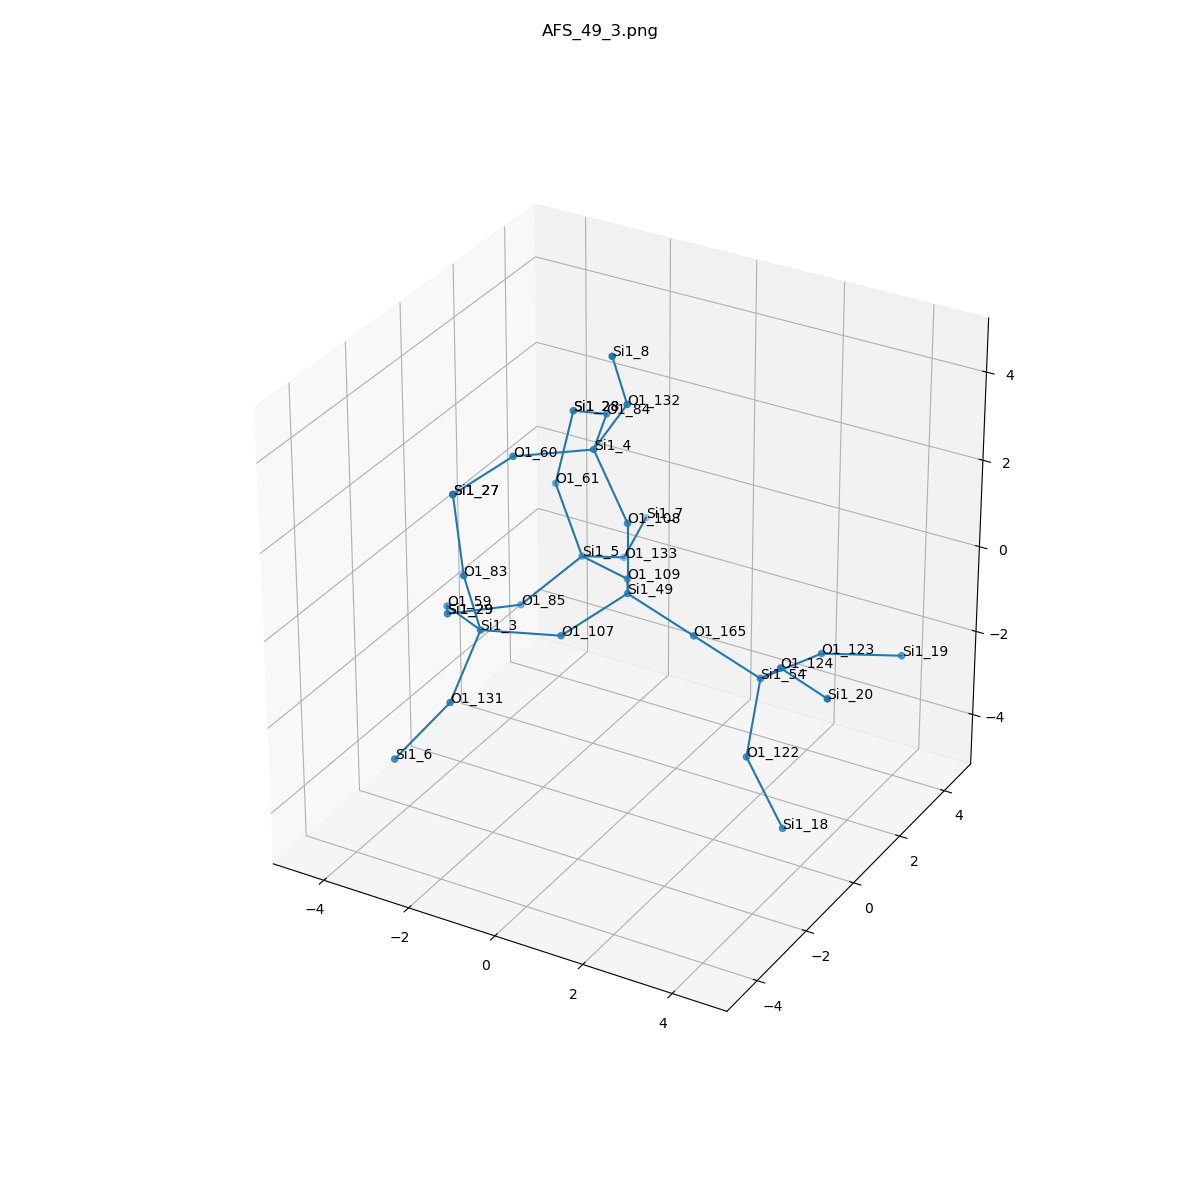 AFS_49_3.png
Si1_8
O1_132
Si1_28
O1_84
Si1_4
O1_60
O1_61
Si1_27
Si1_7
O1_108
Si1_5
O1_133
O1_83
O1_109
Si1_49
O1_59
Si1_29
O1_85
Si1_3
O1_107
O1_165
O1_123
Si1_19
O1_124
Si1_54
Si1_20
O1_131
Si1_6
O1_122
Si1_18
4
2
0
−2
−4
4
2
0
−2
−4
−4
−2
0
2
4